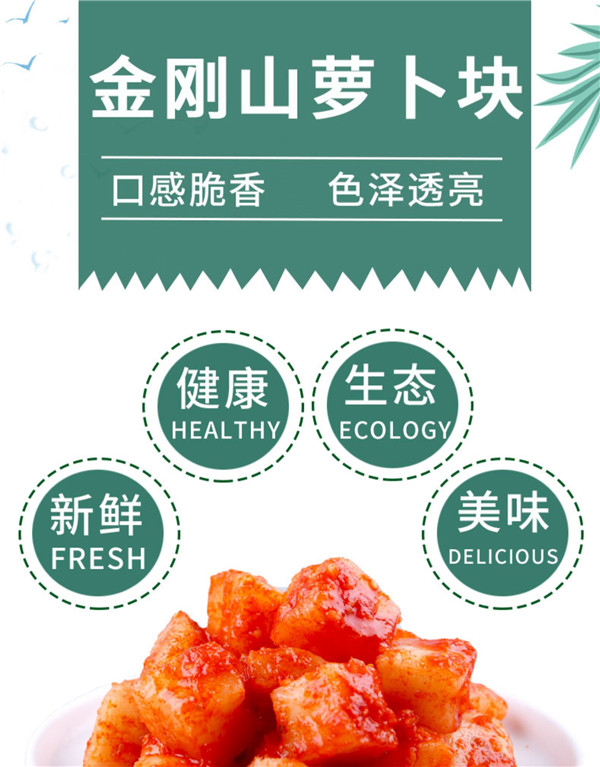 金刚山萝卜块
口感脆香 色泽透亮
健康
HEALTHY
生态
ECOLOGY
新鲜
FRESH
美味
DELICIOUS